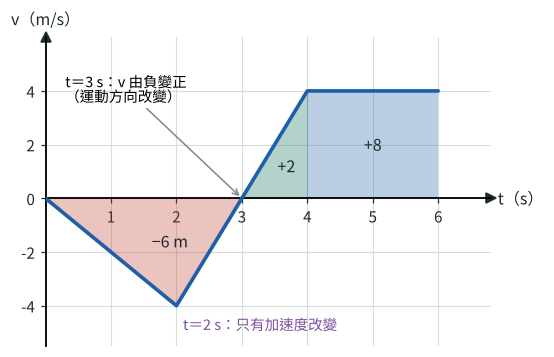 v（m/s）
t＝3 s：v 由負變正
（運動方向改變）
4
2
0
-2
-4
1
2
3
4
5
6
t（s）
+2
+8
−6 m
t＝2 s：只有加速度改變